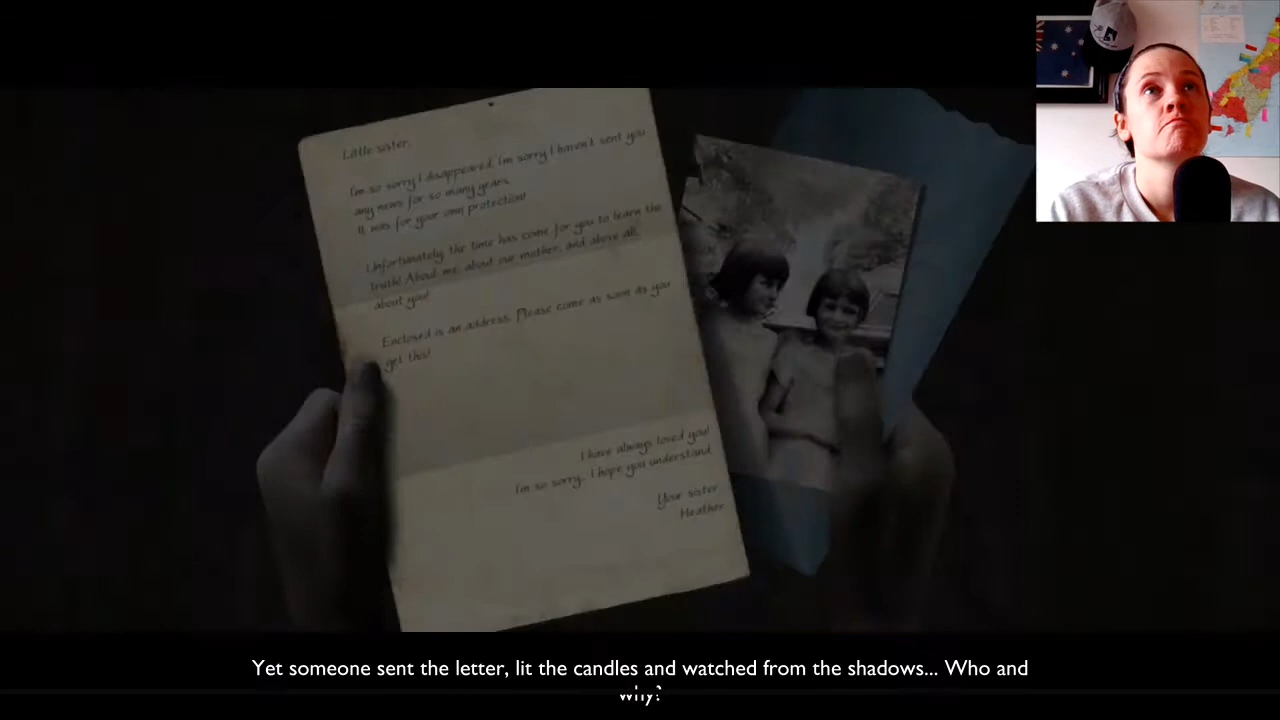 Little sister,
I'm so sorry I disappeared. I'm sorry I haven't sent you
any news for so many years.
It was for your own protection!
Unfortunately, the time has come for you to learn the
truth! About me, about our mother, and above all,
about you!
Enclosed is an address. Please come as soon as you
get this!
I have always loved you!
I'm so sorry. I hope you understand.
Your sister
Heather
Yet someone sent the letter, lit the candles and watched from the shadows... Who and
why?